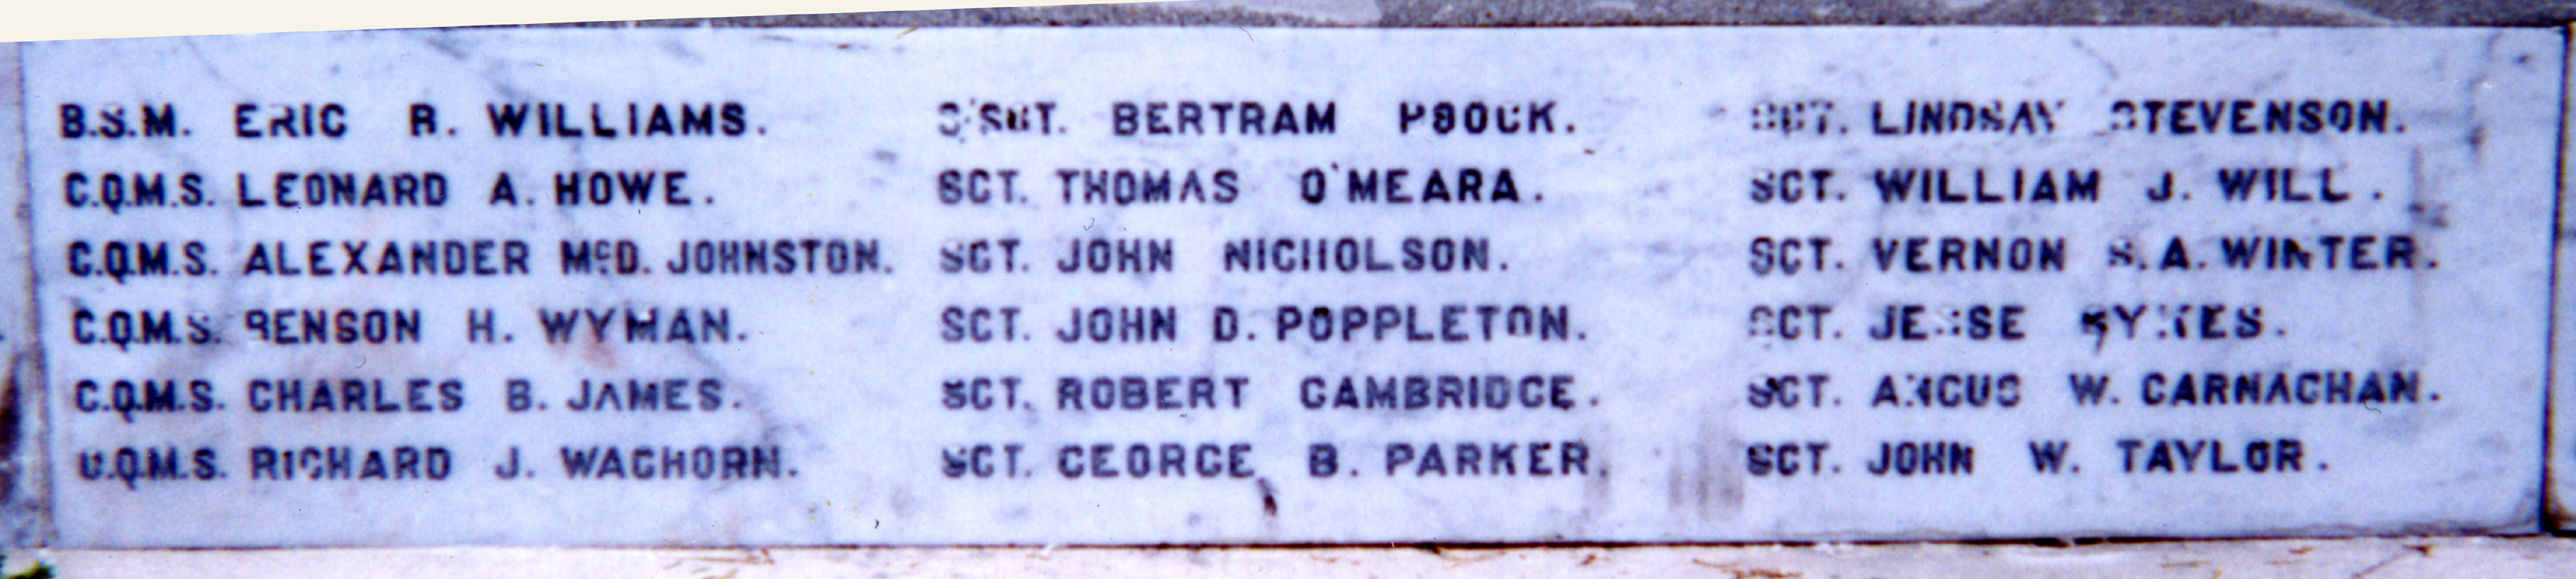 B.S.M. ERIC B. WILLIAMS.
C.Q.M.S. LEONARD A. HOWE.
C.Q.M.S. ALEXANDER McD. JOHNSTON.
C.Q.M.S. BENSON H. WYMAN.
C.Q.M.S. CHARLES B. JAMES.
C.Q.M.S. RICHARD J. WAGHORN.
S'SGT. BERTRAM
SGT. THOMAS O'MEARA.
SGT. JOHN NICHOLSON.
SGT. JOHN D. POPPLETON.
SGT. ROBERT CAMBRIDGE.
SGT. GEORGE B. PARKER.
SGT. LINDSAY STEVENSON.
SGT. WILLIAM J. WILL.
SGT. VERNON S.A. WINTER.
SGT. JESSE SYKES.
SGT. ANGUS W. CARNACHAN.
SGT. JOHN W. TAYLOR.